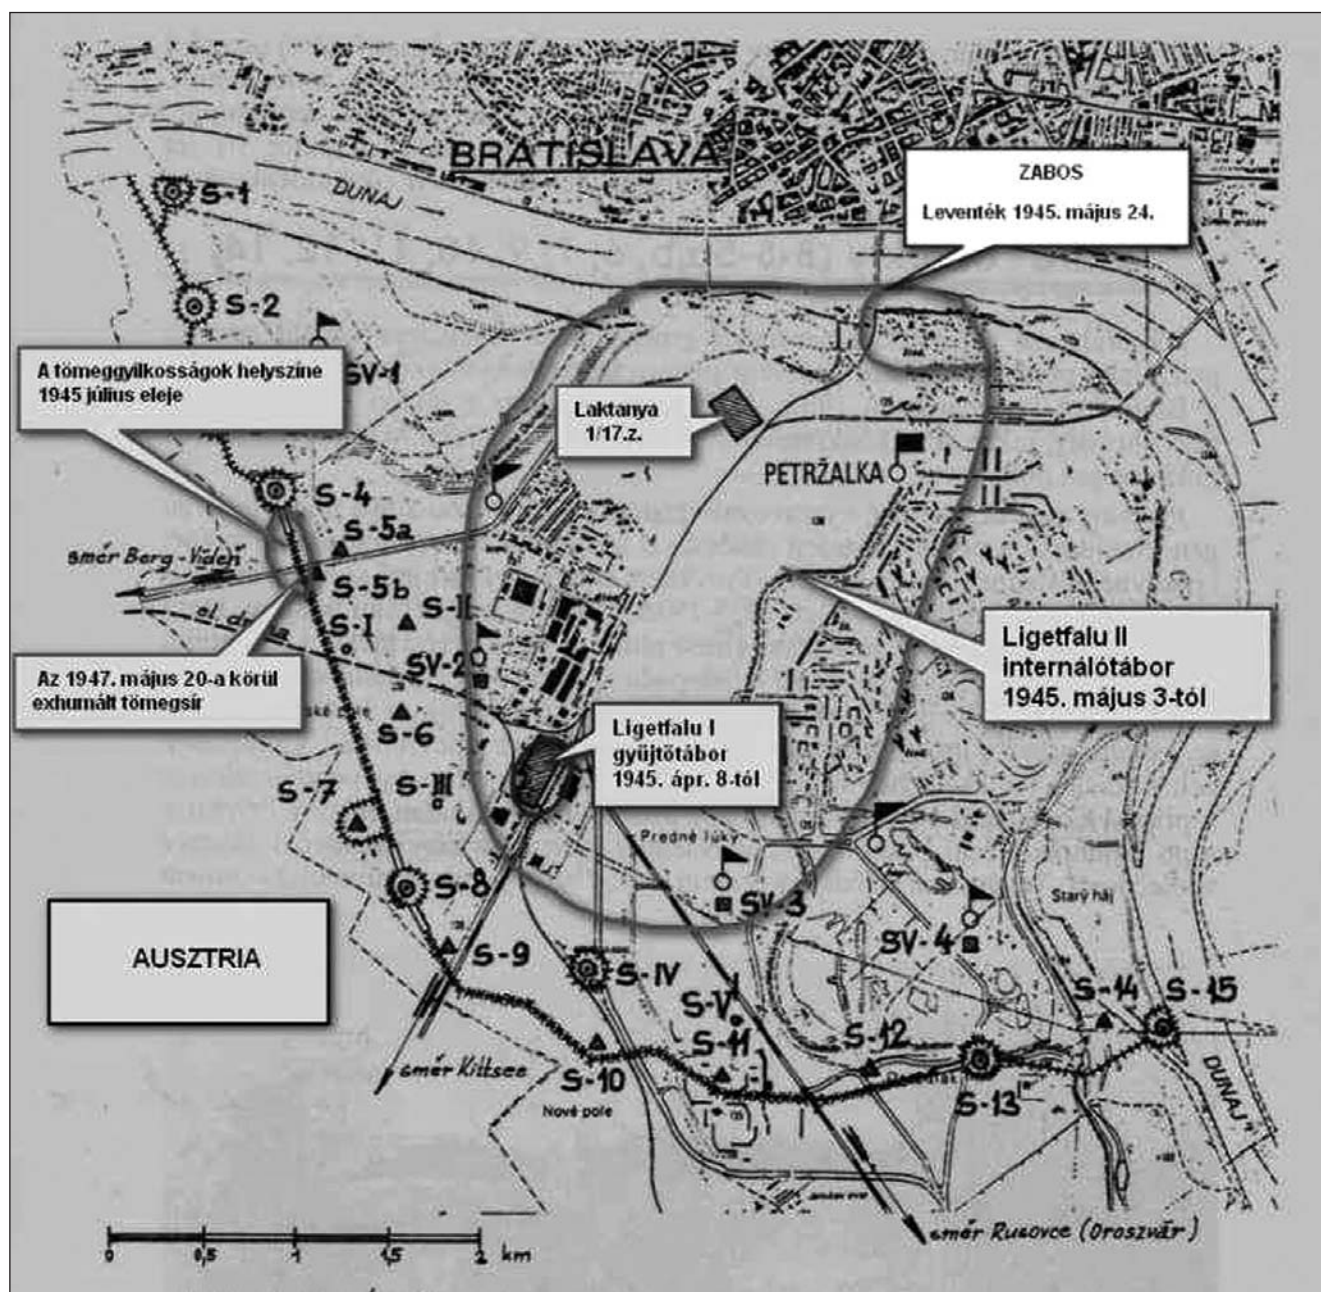 BRATISLAVA
DUNAJ
ZABOS
Leventék 1945. május 24.
S-1
S-2
A tömeggyilkosságok helyszíne
1945 július eleje
SV-1
Laktanya
1/17.z.
PETRŽALKA
S-4
S-5a
směr Berg-Vídeň
S-5b
S-II
S-I
SV-2
Ligetfalu II
internálótábor
1945. május 3-tól
Az 1947. május 20-a körül
exhumált tömegsír
S-6
Ligetfalu I
gyűjtőtábor
1945. ápr. 8-tól
S-7
S-III
Predné lúky
S-8
SV-3
Starý háj
AUSZTRIA
S-9
SV-4
S-IV
S-V
S-14
S-15
S-11
S-12
směr Kittsee
S-10
S-13
DUNAJ
Nové pole
směr Rusovce (Oroszvár)
0 0,5 1 1,5 2 km